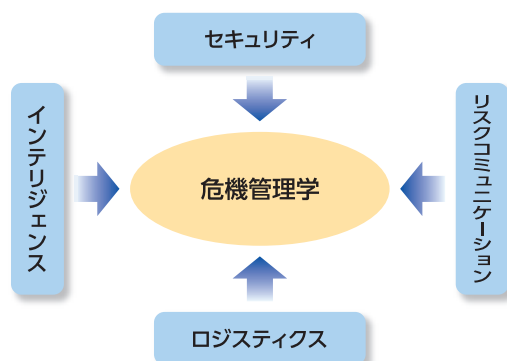 セキュリティ
インテリジェンス
危機管理学
リスクコミュニケーション
ロジスティクス